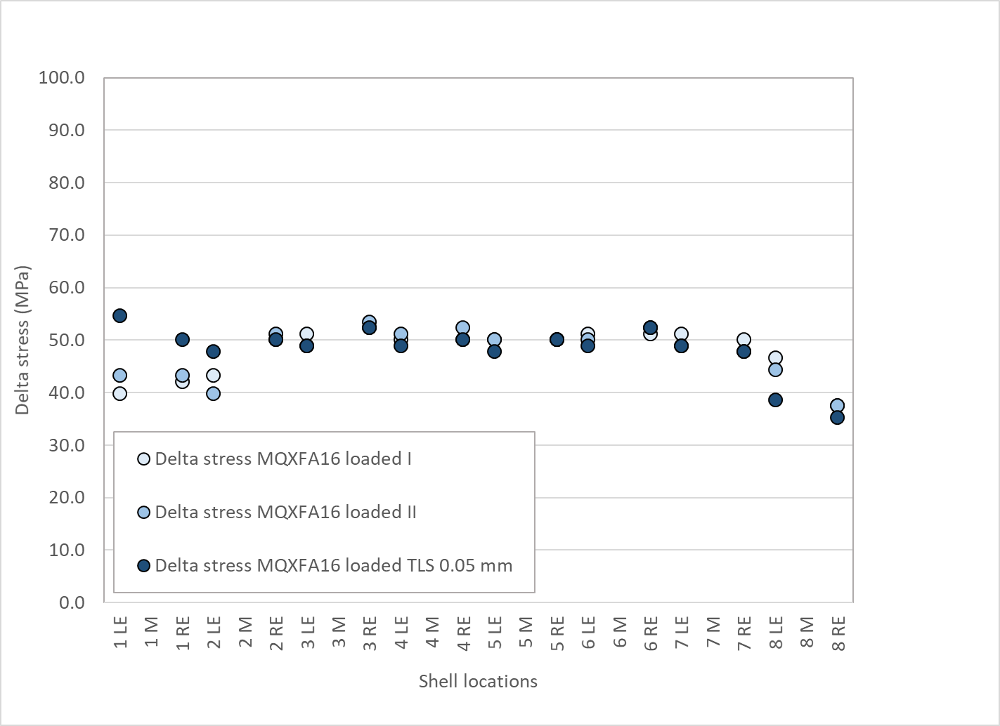 100.0
90.0
80.0
70.0
60.0
50.0
40.0
30.0
20.0
10.0
0.0
Delta stress (MPa)
Delta stress MQXFA16 loaded I
Delta stress MQXFA16 loaded II
Delta stress MQXFA16 loaded TLS 0.05 mm
1 LE
1 M
1 RE
2 LE
2 M
2 RE
3 LE
3 M
3 RE
4 LE
4 M
4 RE
5 LE
5 M
5 RE
6 LE
6 M
6 RE
7 LE
7 M
7 RE
8 LE
8 M
8 RE
Shell locations